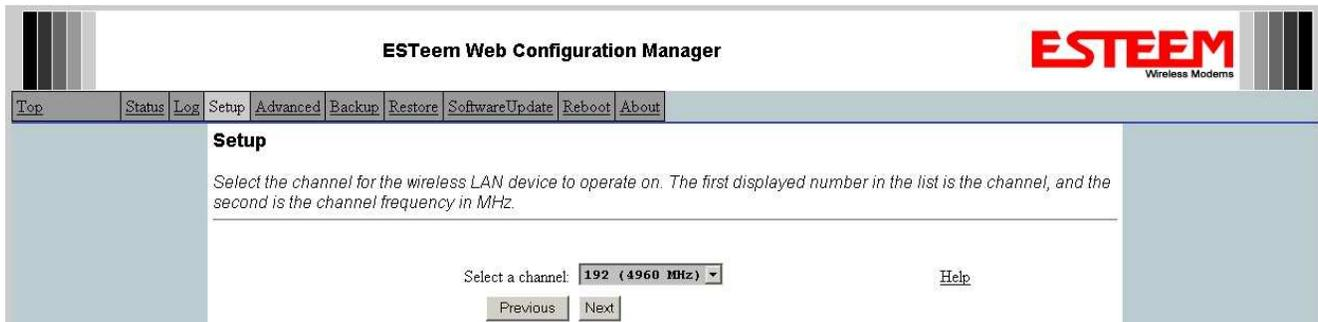 ESTeem Web Configuration Manager
ESTEEM
Wireless Modems
Top Status Log Setup Advanced Backup Restore SoftwareUpdate Reboot About
Setup
Select the channel for the wireless LAN device to operate on. The first displayed number in the list is the channel, and the
second is the channel frequency in MHz.
Select a channel: 192 (4960 MHz) Help
Previous Next